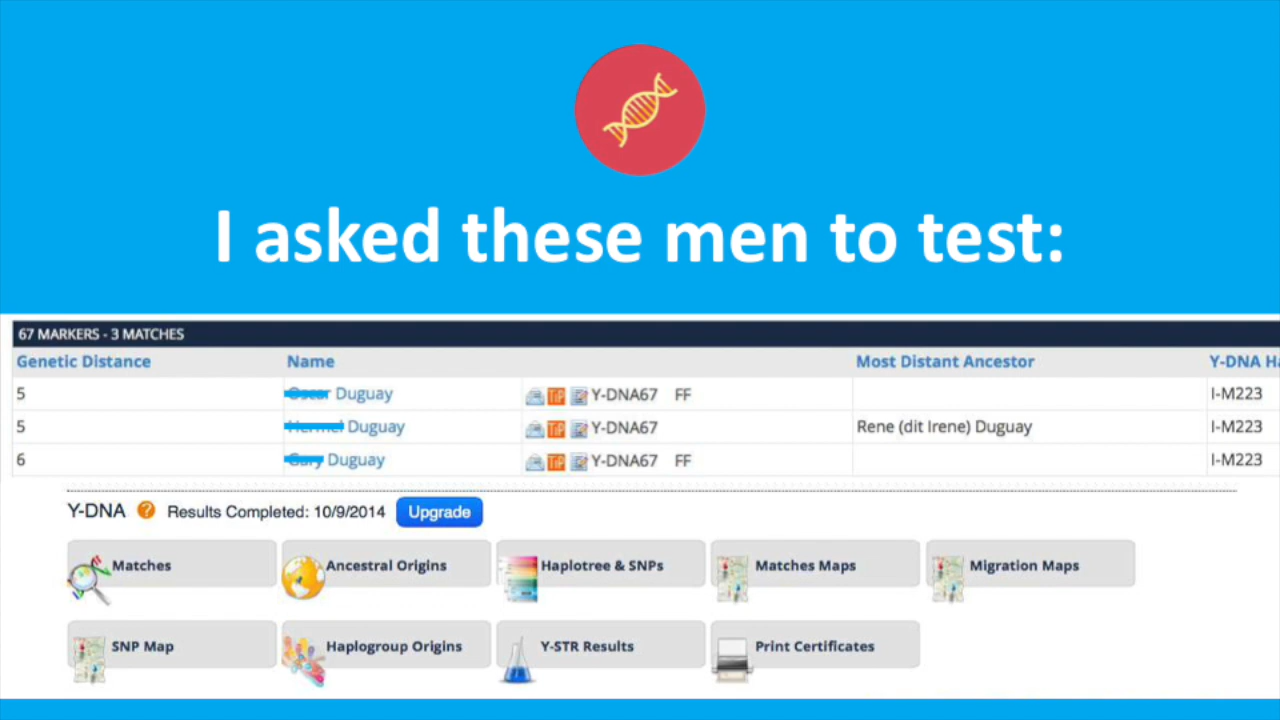 I asked these men to test:
67 MARKERS - 3 MATCHES
Genetic Distance Name Most Distant Ancestor Y-DNA Ha
5 Duguay TiP Y-DNA67 FF I-M223
5 Duguay TiP Y-DNA67 Rene (dit Irene) Duguay I-M223
6 Duguay TiP Y-DNA67 FF I-M223
Y-DNA ? Results Completed: 10/9/2014 Upgrade
Matches Ancestral Origins Haplotree & SNPs Matches Maps Migration Maps
SNP Map Haplogroup Origins Y-STR Results Print Certificates